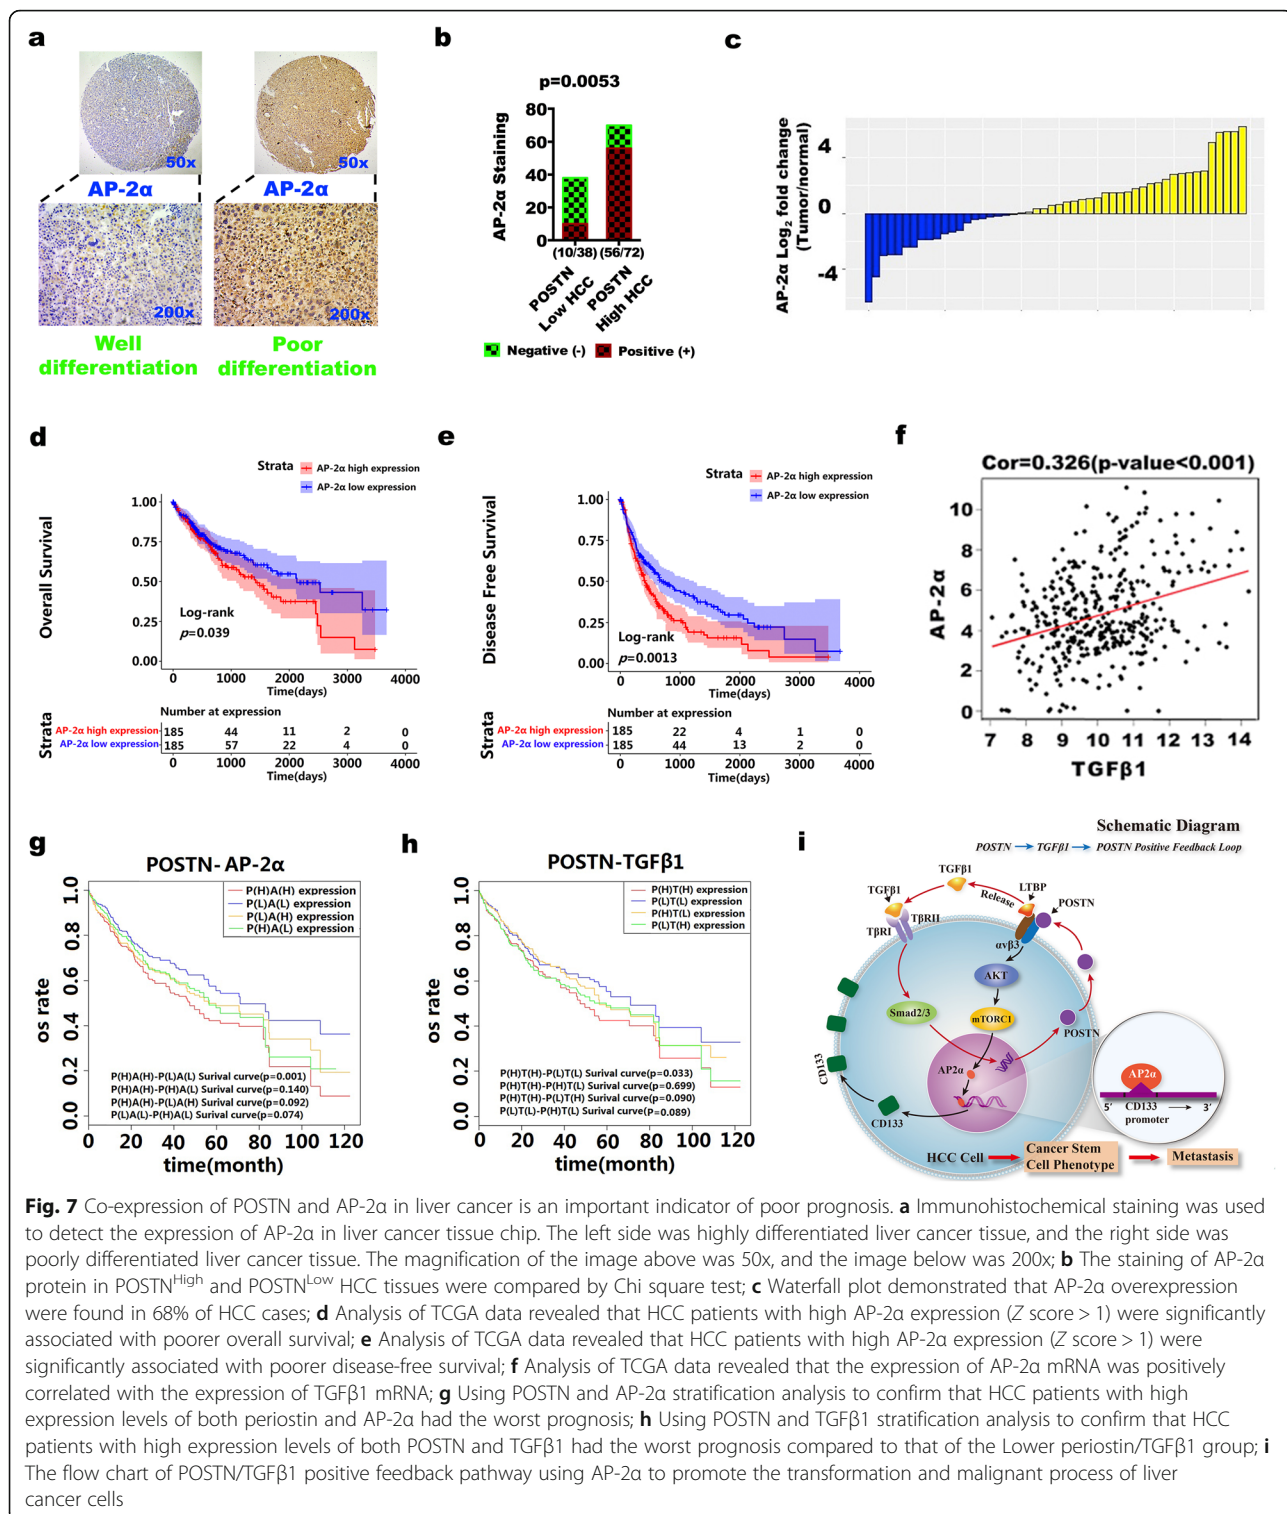 a
50x
50x
AP-2α
AP-2α
200x
200x
Well
differentiation
Poor
differentiation
b
p=0.0053
AP-2α Staining
80
60
40
20
0
(10/38)
(56/72)
POSTN
Low HCC
POSTN
High HCC
Negative (-)
Positive (+)
c
AP-2α Log2 fold change
(Tumor/normal)
4
0
-4
d
Strata
AP-2α high expression
AP-2α low expression
Overall Survival
1.00
0.75
0.50
0.25
0.00
Log-rank
p=0.039
0 1000 2000 3000 4000
Time(days)
Number at expression
Strata
AP-2α high expression 185 44 11 2 0
AP-2α low expression 185 57 22 4 0
0 1000 2000 3000 4000
Time(days)
e
Strata
AP-2α high expression
AP-2α low expression
Disease Free Survival
1.00
0.75
0.50
0.25
0.00
Log-rank
p=0.0013
0 1000 2000 3000 4000
Time(days)
Number at expression
Strata
AP-2α high expression 185 22 4 1 0
AP-2α low expression 185 44 13 2 0
0 1000 2000 3000 4000
Time(days)
f
Cor=0.326(p-value<0.001)
AP-2α
10
8
6
4
2
0
7 8 9 10 11 12 13 14
TGFβ1
g
POSTN- AP-2α
P(H)A(H) expression
P(L)A(L) expression
P(L)A(H) expression
P(H)A(L) expression
os rate
1.0
0.8
0.6
0.4
0.2
0.0
P(H)A(H)-P(L)A(L) Surival curve(p=0.001)
P(H)A(H)-P(H)A(L) Surival curve(p=0.140)
P(H)A(H)-P(L)A(H) Surival curve(p=0.092)
P(L)A(L)-P(H)A(L) Surival curve(p=0.074)
0 20 40 60 80 100 120
time(month)
h
POSTN-TGFβ1
P(H)T(H) expression
P(L)T(L) expression
P(H)T(L) expression
P(L)T(H) expression
os rate
1.0
0.8
0.6
0.4
0.2
0.0
P(H)T(H)-P(L)T(L) Surival curve(p=0.033)
P(H)T(H)-P(H)T(L) Surival curve(p=0.699)
P(H)T(H)-P(L)T(H) Surival curve(p=0.090)
P(L)T(L)-P(H)T(L) Surival curve(p=0.089)
0 20 40 60 80 100 120
time(month)
i
Schematic Diagram
POSTN TGFβ1 POSTN Positive Feedback Loop
TGFβ1
LTBP
Release
TGFβ1
POSTN
TβRII
TβRI
αvβ3
AKT
Smad2/3
mTORC1
POSTN
AP2α
CD133
CD133
AP2α
5′ 3′
CD133
promoter
HCC Cell
Cancer Stem
Cell Phenotype
Metastasis
Fig. 7 Co-expression of POSTN and AP-2α in liver cancer is an important indicator of poor prognosis. a Immunohistochemical staining was used
to detect the expression of AP-2α in liver cancer tissue chip. The left side was highly differentiated liver cancer tissue, and the right side was
poorly differentiated liver cancer tissue. The magnification of the image above was 50x, and the image below was 200x; b The staining of AP-2α
protein in POSTNHigh and POSTNLow HCC tissues were compared by Chi square test; c Waterfall plot demonstrated that AP-2α overexpression
were found in 68% of HCC cases; d Analysis of TCGA data revealed that HCC patients with high AP-2α expression (Z score > 1) were significantly
associated with poorer overall survival; e Analysis of TCGA data revealed that HCC patients with high AP-2α expression (Z score > 1) were
significantly associated with poorer disease-free survival; f Analysis of TCGA data revealed that the expression of AP-2α mRNA was positively
correlated with the expression of TGFβ1 mRNA; g Using POSTN and AP-2α stratification analysis to confirm that HCC patients with high
expression levels of both periostin and AP-2α had the worst prognosis; h Using POSTN and TGFβ1 stratification analysis to confirm that HCC
patients with high expression levels of both POSTN and TGFβ1 had the worst prognosis compared to that of the Lower periostin/TGFβ1 group; i
The flow chart of POSTN/TGFβ1 positive feedback pathway using AP-2α to promote the transformation and malignant process of liver
cancer cells